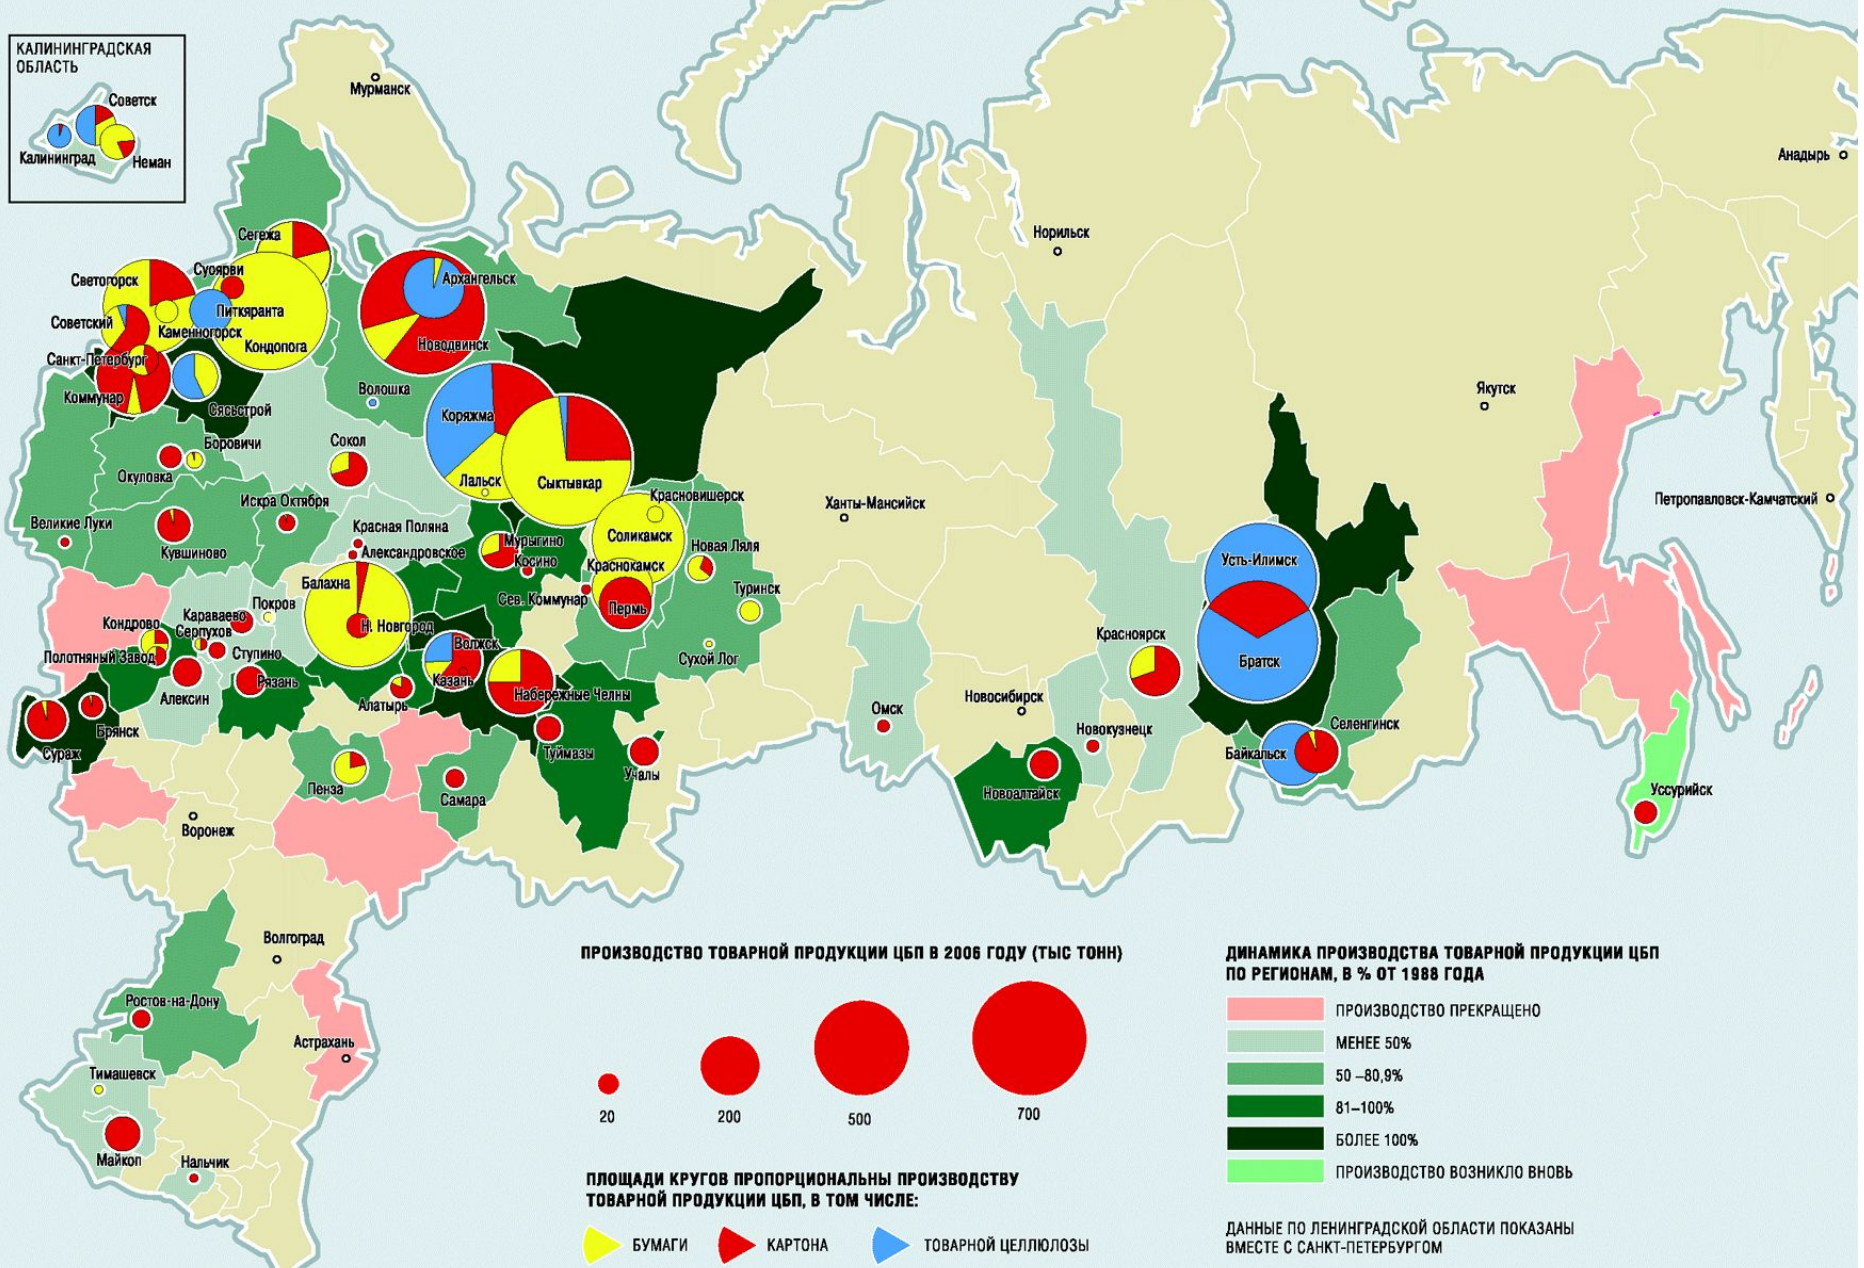 КАЛИНИНГРАДСКАЯ
ОБЛАСТЬ
Советск
Калининград
Неман
Мурманск
Анадырь
Норильск
Сегежа
Суоярви
Светогорск
Архангельск
Питкяранта
Советский
Каменногорск
Кондопога
Новодвинск
Санкт-Петербург
Коммунар
Сясьстрой
Волошка
Якутск
Коряжма
Боровичи
Сокол
Окуловка
Лальск
Сыктывкар
Искра Октября
Красновишерск
Ханты-Мансийск
Петропавловск-Камчатский
Великие Луки
Красная Поляна
Кувшиново
Александровское
Мурыгино
Соликамск
Новая Ляля
Косино
Краснокамск
Усть-Илимск
Балахна
Сев. Коммунар
Туринск
Пермь
Покров
Караваево
Кондрово
Серпухов
Н. Новгород
Волжск
Красноярск
Полотняный Завод
Ступино
Сухой Лог
Братск
Алексин
Рязань
Казань
Набережные Челны
Алатырь
Новосибирск
Омск
Брянск
Новокузнецк
Селенгинск
Сураж
Туймазы
Байкальск
Учалы
Пенза
Самара
Новоалтайск
Уссурийск
Воронеж
Волгоград
Ростов-на-Дону
Астрахань
Тимашевск
Майкоп
Нальчик
ПРОИЗВОДСТВО ТОВАРНОЙ ПРОДУКЦИИ ЦБП В 2006 ГОДУ (ТЫС ТОНН)
20
200
500
700
ПЛОЩАДИ КРУГОВ ПРОПОРЦИОНАЛЬНЫ ПРОИЗВОДСТВУ
ТОВАРНОЙ ПРОДУКЦИИ ЦБП, В ТОМ ЧИСЛЕ:
БУМАГИ
КАРТОНА
ТОВАРНОЙ ЦЕЛЛЮЛОЗЫ
ДИНАМИКА ПРОИЗВОДСТВА ТОВАРНОЙ ПРОДУКЦИИ ЦБП
ПО РЕГИОНАМ, В % ОТ 1988 ГОДА
ПРОИЗВОДСТВО ПРЕКРАЩЕНО
МЕНЕЕ 50%
50 –80,9%
81–100%
БОЛЕЕ 100%
ПРОИЗВОДСТВО ВОЗНИКЛО ВНОВЬ
ДАННЫЕ ПО ЛЕНИНГРАДСКОЙ ОБЛАСТИ ПОКАЗАНЫ
ВМЕСТЕ С САНКТ-ПЕТЕРБУРГОМ